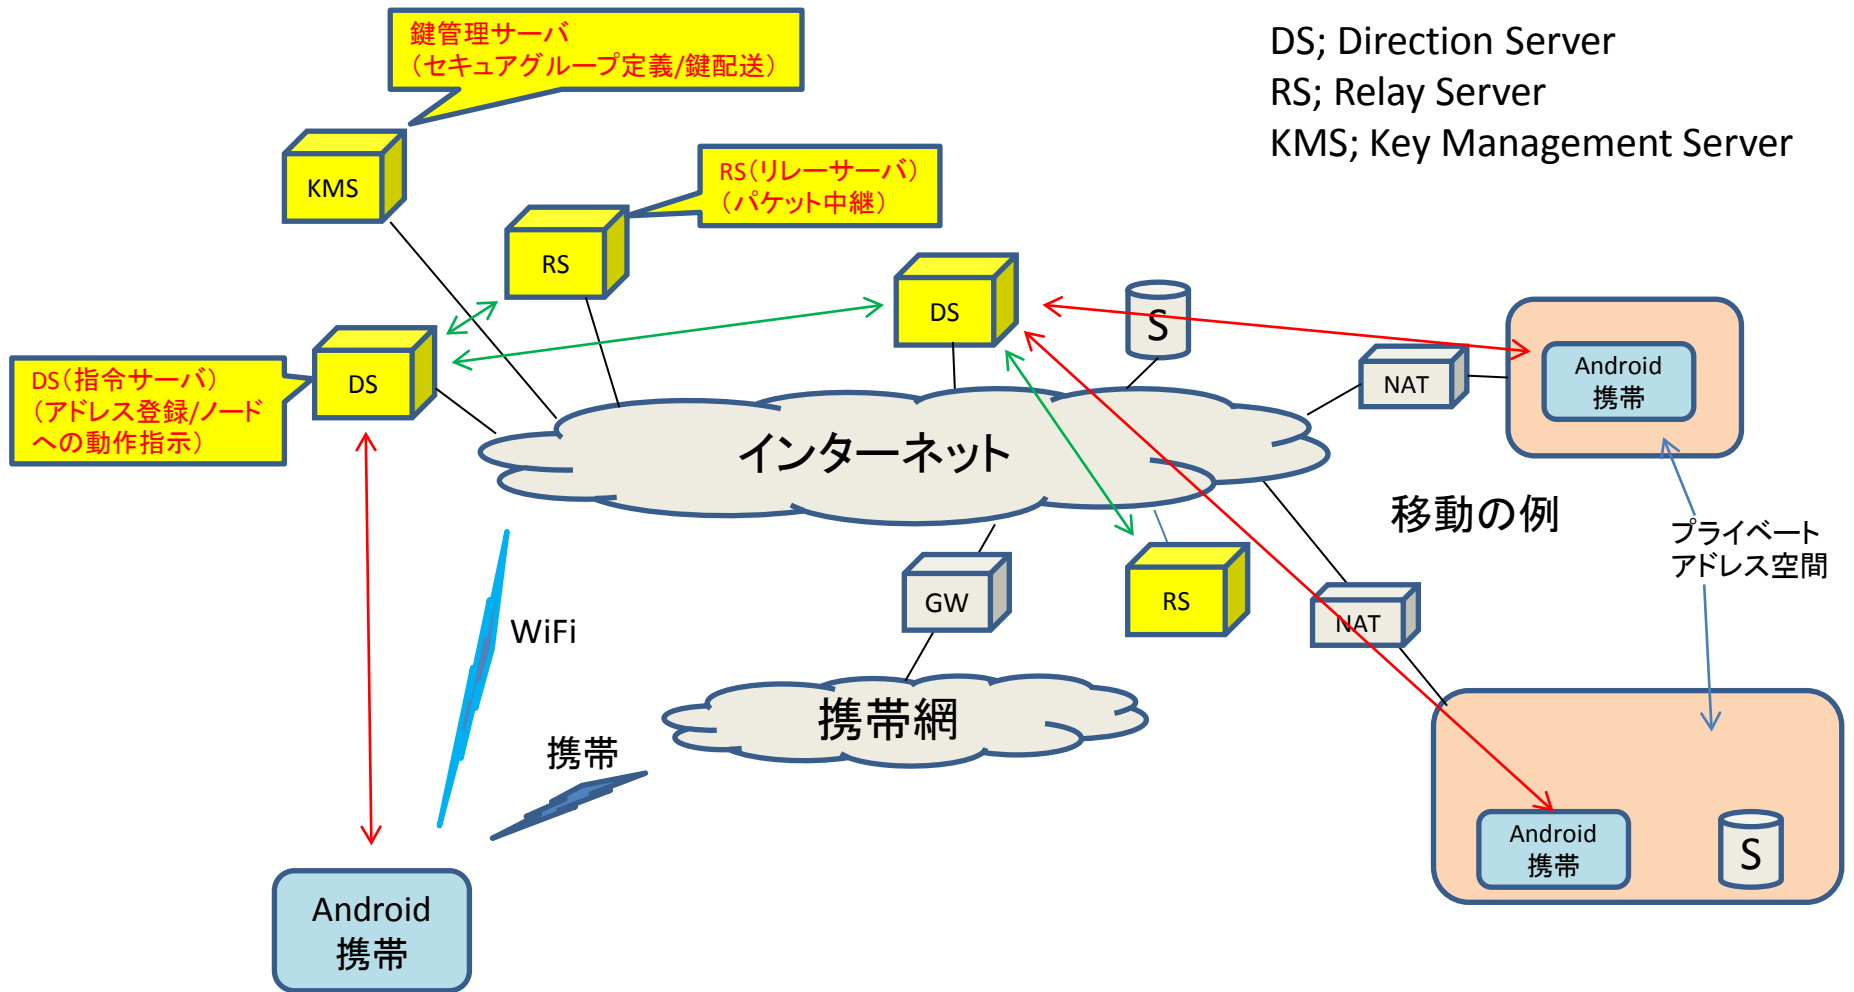 鍵管理サーバ
（セキュアグループ定義/鍵配送）
DS; Direction Server
RS; Relay Server
KMS; Key Management Server
KMS
RS（リレーサーバ）
（パケット中継）
RS
DS
S
DS（指令サーバ）
（アドレス登録/ノード
への動作指示）
DS
NAT
Android
携帯
インターネット
移動の例
プライベート
アドレス空間
GW
RS
NAT
WiFi
携帯網
携帯
Android
携帯
S
Android
携帯